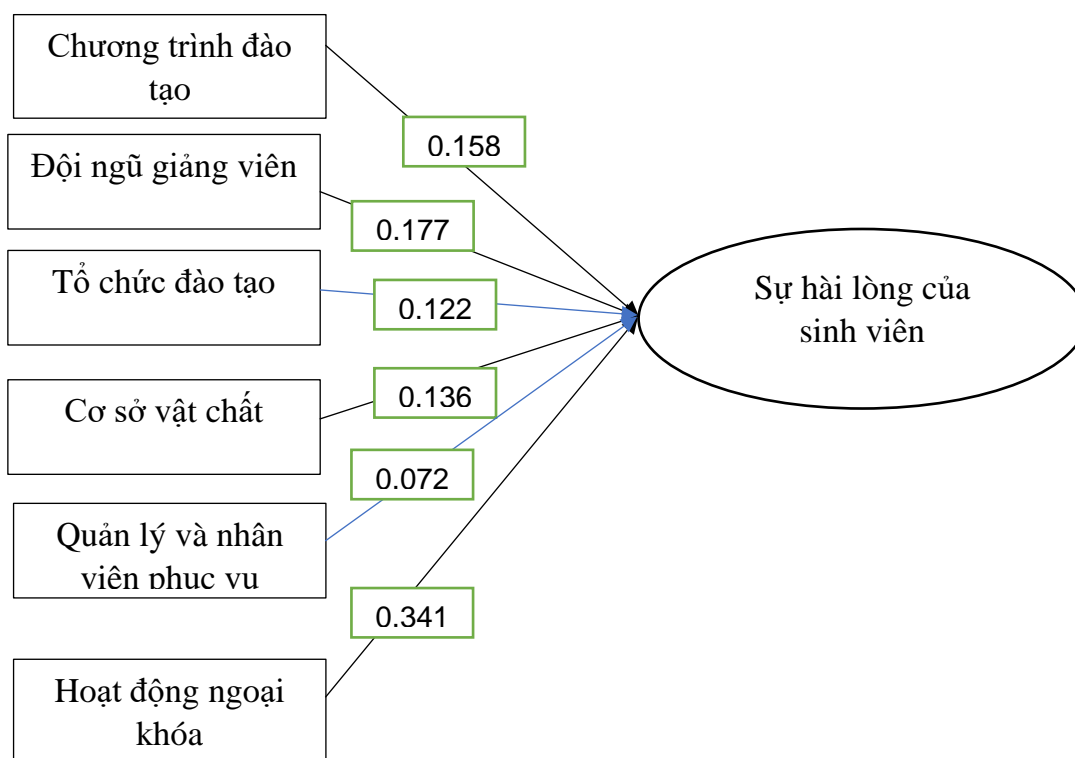 Chương trình đào
tạo
0.158
Đội ngũ giảng viên
0.177
Tổ chức đào tạo
0.122
Sự hài lòng của
sinh viên
Cơ sở vật chất
0.136
0.072
Quản lý và nhân
viên phục vụ
0.341
Hoạt động ngoại
khóa